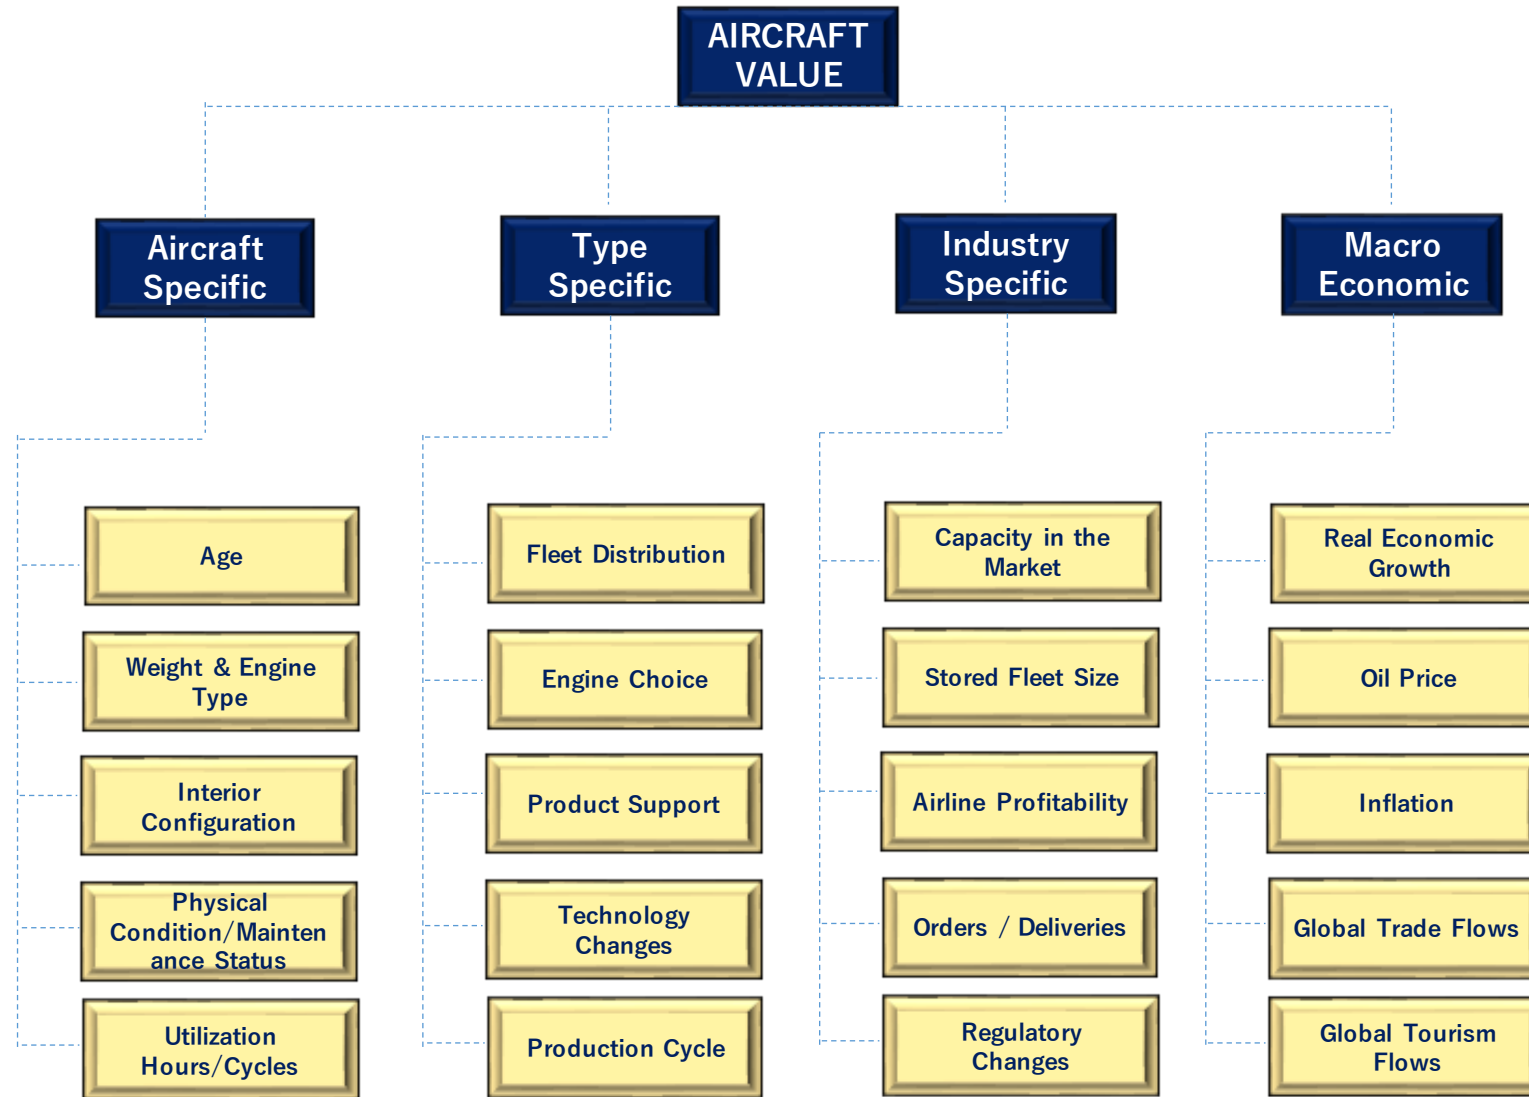 AIRCRAFT
VALUE
Aircraft
Specific
Type
Specific
Industry
Specific
Macro
Economic
Age
Weight & Engine
Type
Interior
Configuration
Physical
Condition/Mainten
ance Status
Utilization
Hours/Cycles
Fleet Distribution
Engine Choice
Product Support
Technology
Changes
Production Cycle
Capacity in the
Market
Stored Fleet Size
Airline Profitability
Orders / Deliveries
Regulatory
Changes
Real Economic
Growth
Oil Price
Inflation
Global Trade Flows
Global Tourism
Flows